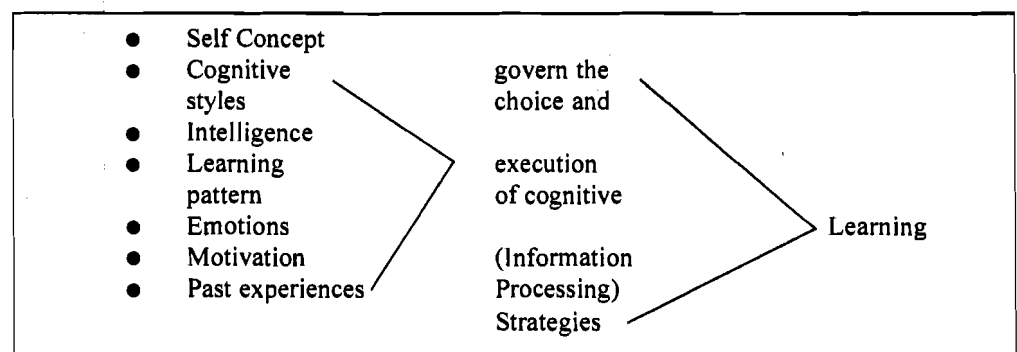 ● Self Concept
● Cognitive
styles
● Intelligence
● Learning
pattern
● Emotions
● Motivation
● Past experiences
govern the
choice and
execution
of cognitive
(Information
Processing)
Strategies
Learning